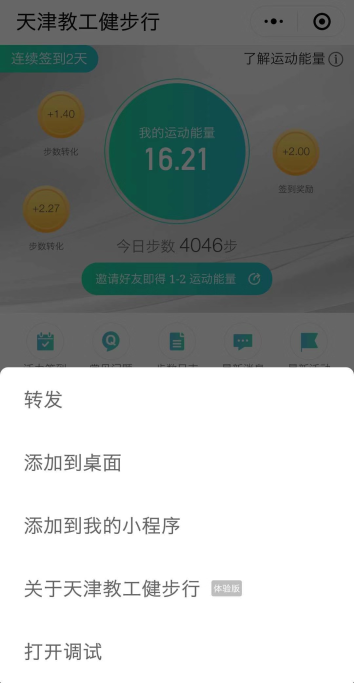 天津教工健步行
连续签到2天
了解运动能量
+1.40
步数转化
我的运动能量
16.21
+2.00
签到奖励
+2.27
步数转化
今日步数 4046步
邀请好友即得 1-2 运动能量
转发
添加到桌面
添加到我的小程序
关于天津教工健步行 体验版
打开调试